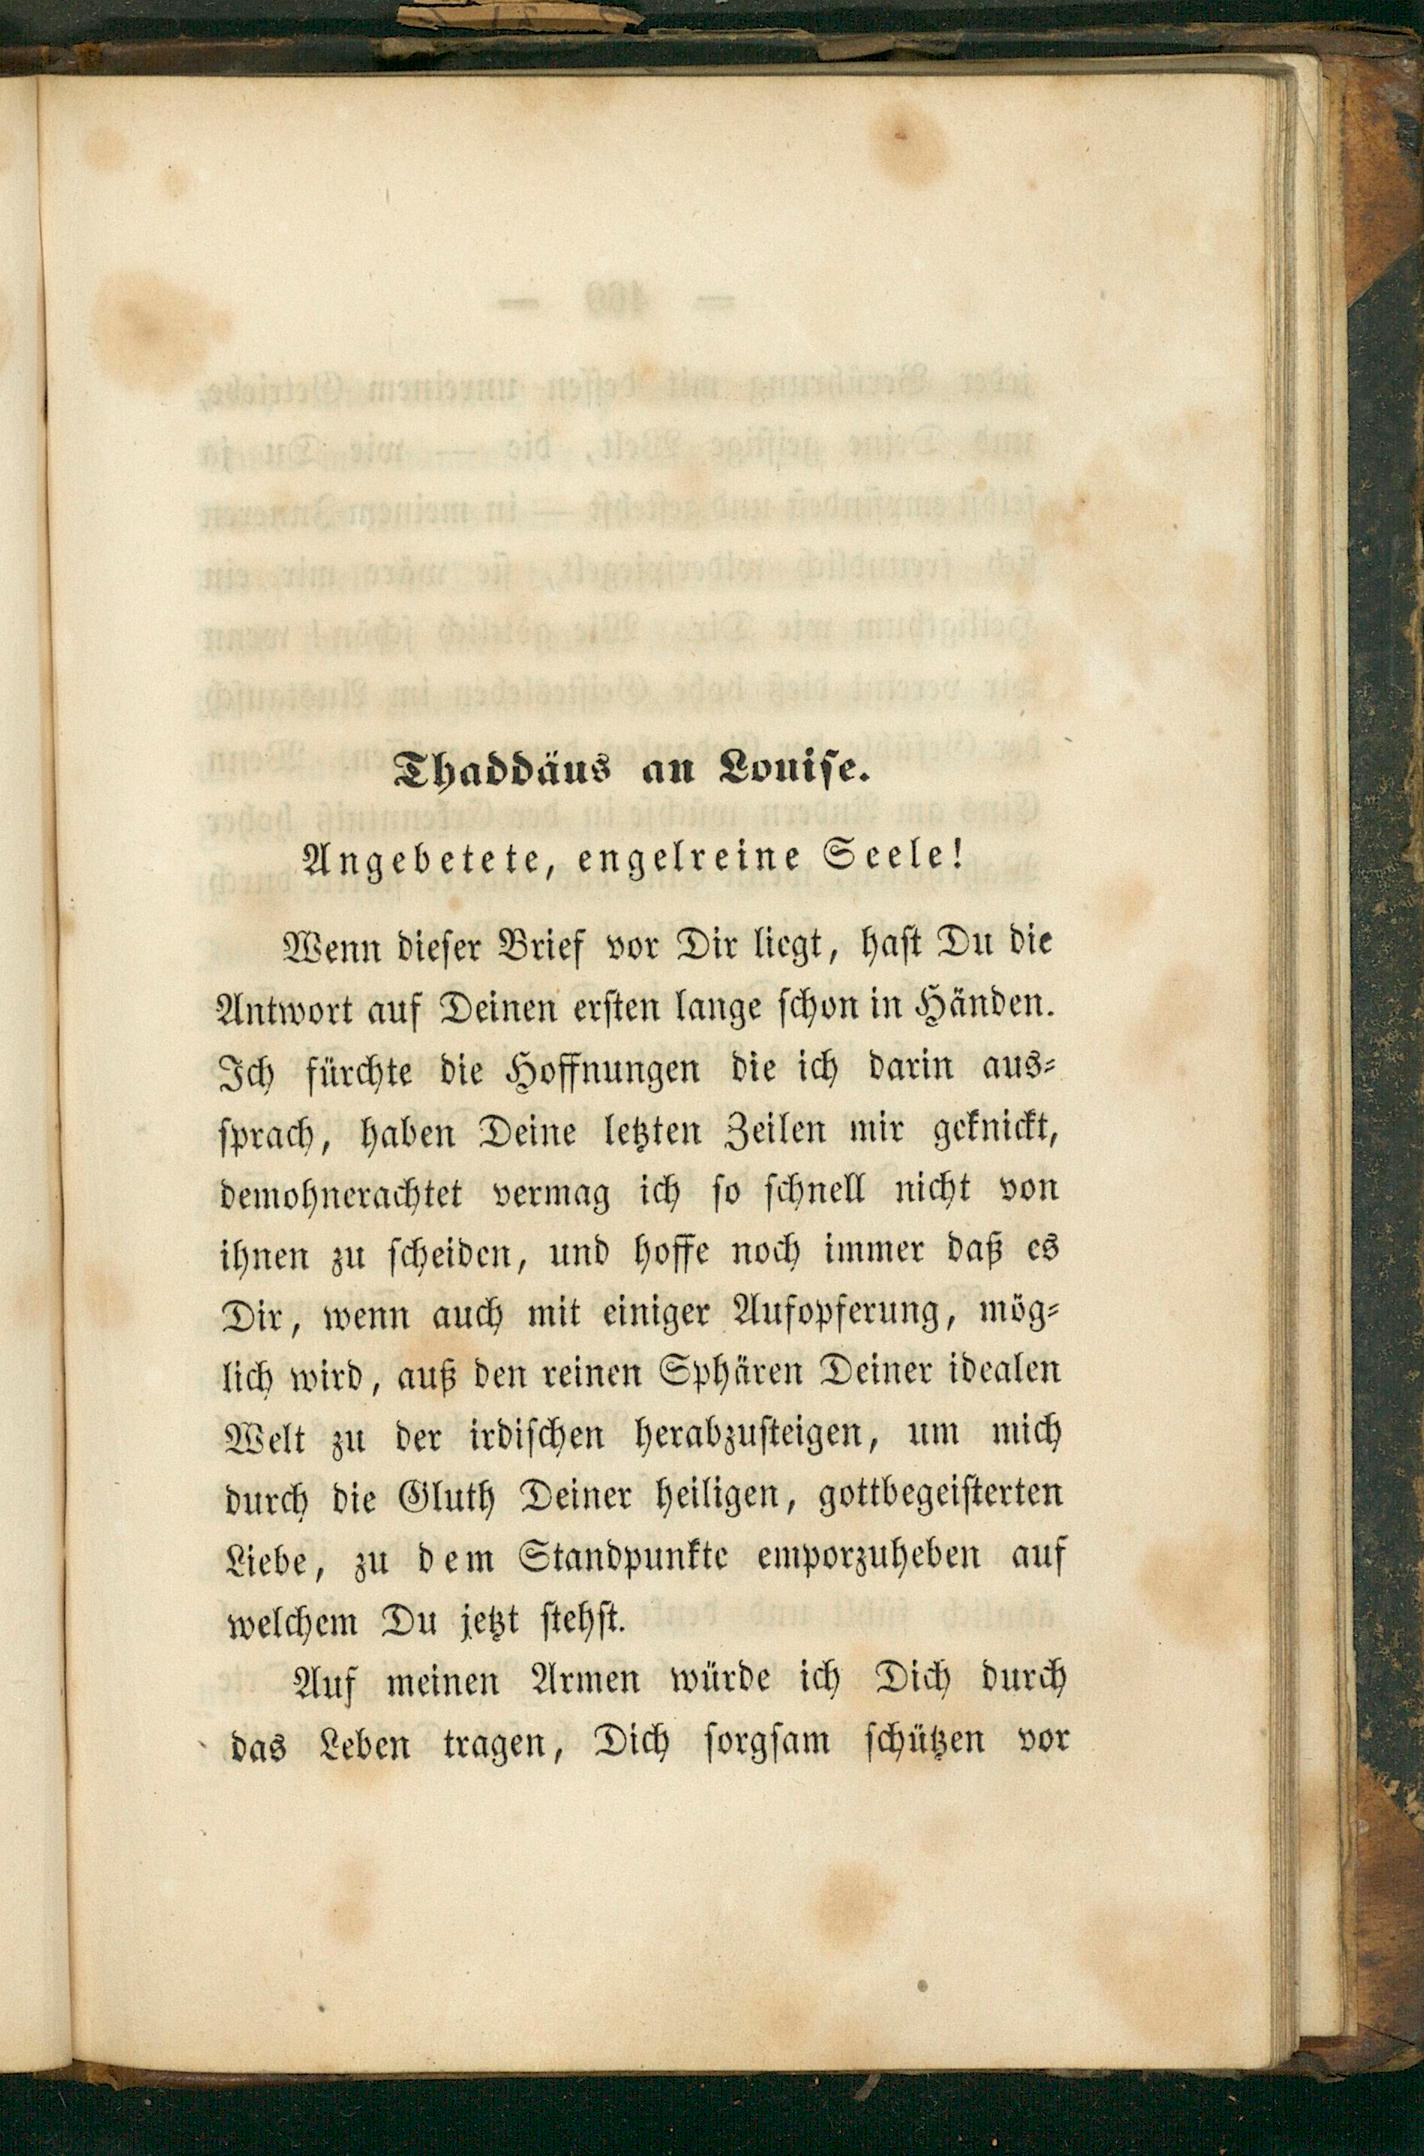 Thaddäus an Louise.
Angebetete, engelreine Seele!
Wenn dieser Brief vor Dir liegt, hast Du die
Antwort auf Deinen ersten lange schon in Händen.
Ich fürchte die Hoffnungen die ich darin aus-
sprach, haben Deine letzten Zeilen mir geknickt,
demohnerachtet vermag ich so schnell nicht von
ihnen zu scheiden, und hoffe noch immer daß es
Dir, wenn auch mit einiger Aufopferung, mög-
lich wird, auß den reinen Sphären Deiner idealen
Welt zu der irdischen herabzusteigen, um mich
durch die Gluth Deiner heiligen, gottbegeisterten
Liebe, zu dem Standpunkte emporzuheben auf
welchem Du jetzt stehst.
Auf meinen Armen würde ich Dich durch
das Leben tragen, Dich sorgsam schützen vor